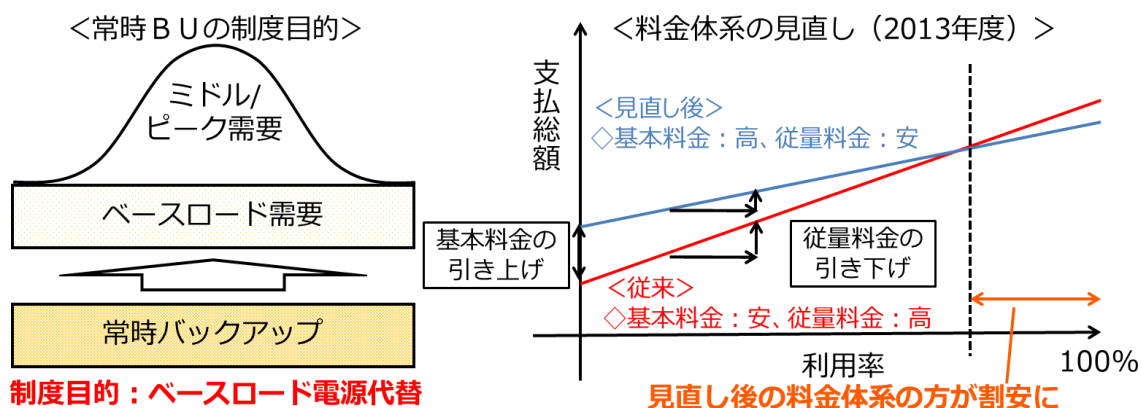 ＜常時ＢＵの制度目的＞
ミドル/
ピーク需要
ベースロード需要
常時バックアップ
制度目的：ベースロード電源代替
＜料金体系の見直し（2013年度）＞
支払総額
＜見直し後＞
◇基本料金：高、従量料金：安
基本料金の
引き上げ
従量料金の
引き下げ
＜従来＞
◇基本料金：安、従量料金：高
利用率
100%
見直し後の料金体系の方が割安に